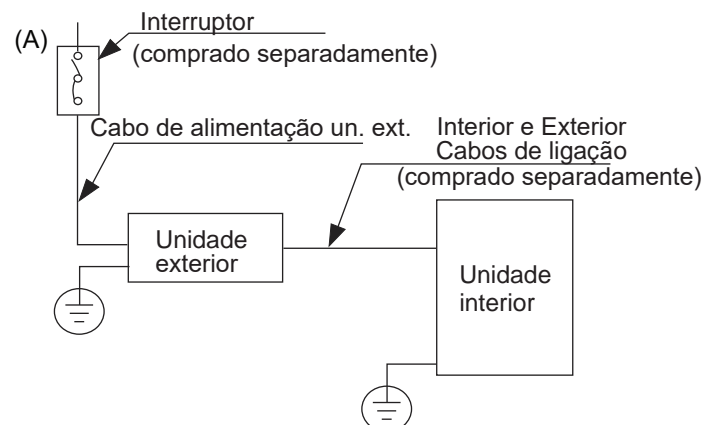 (A)
Interruptor
(comprado separadamente)
Cabo de alimentação un. ext.
Interior e Exterior
Cabos de ligação
(comprado separadamente)
Unidade
exterior
Unidade
interior